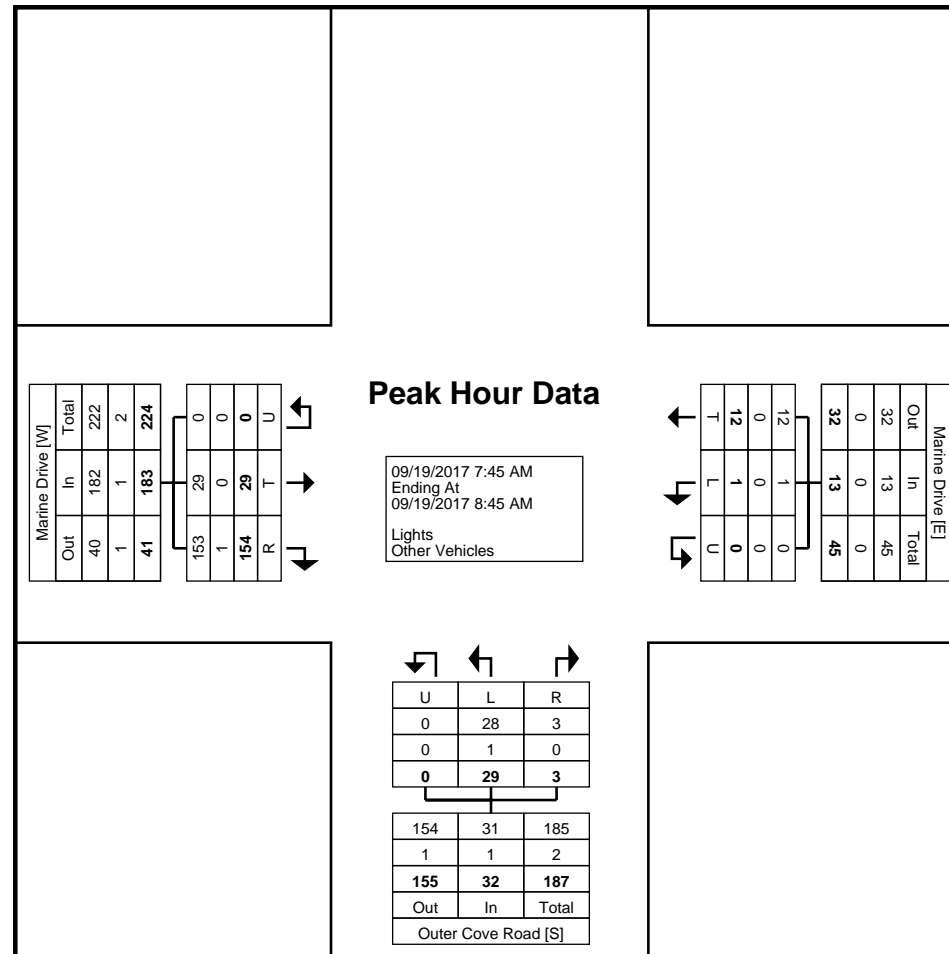 Peak Hour Data
09/19/2017 7:45 AM
Ending At
09/19/2017 8:45 AM
Lights
Other Vehicles
Marine Drive [W]
Total 222 2 224
In 182 1 183
Out 40 1 41
0 0 0 U
29 0 29 T
153 1 154 R
Marine Drive [E]
Out In Total
32 13 45
0 0 0
32 13 45
12 1 0
0 0 0
12 1 0
T L U
U L R
0 28 3
0 1 0
0 29 3
154 31 185
1 1 2
155 32 187
Out In Total
Outer Cove Road [S]